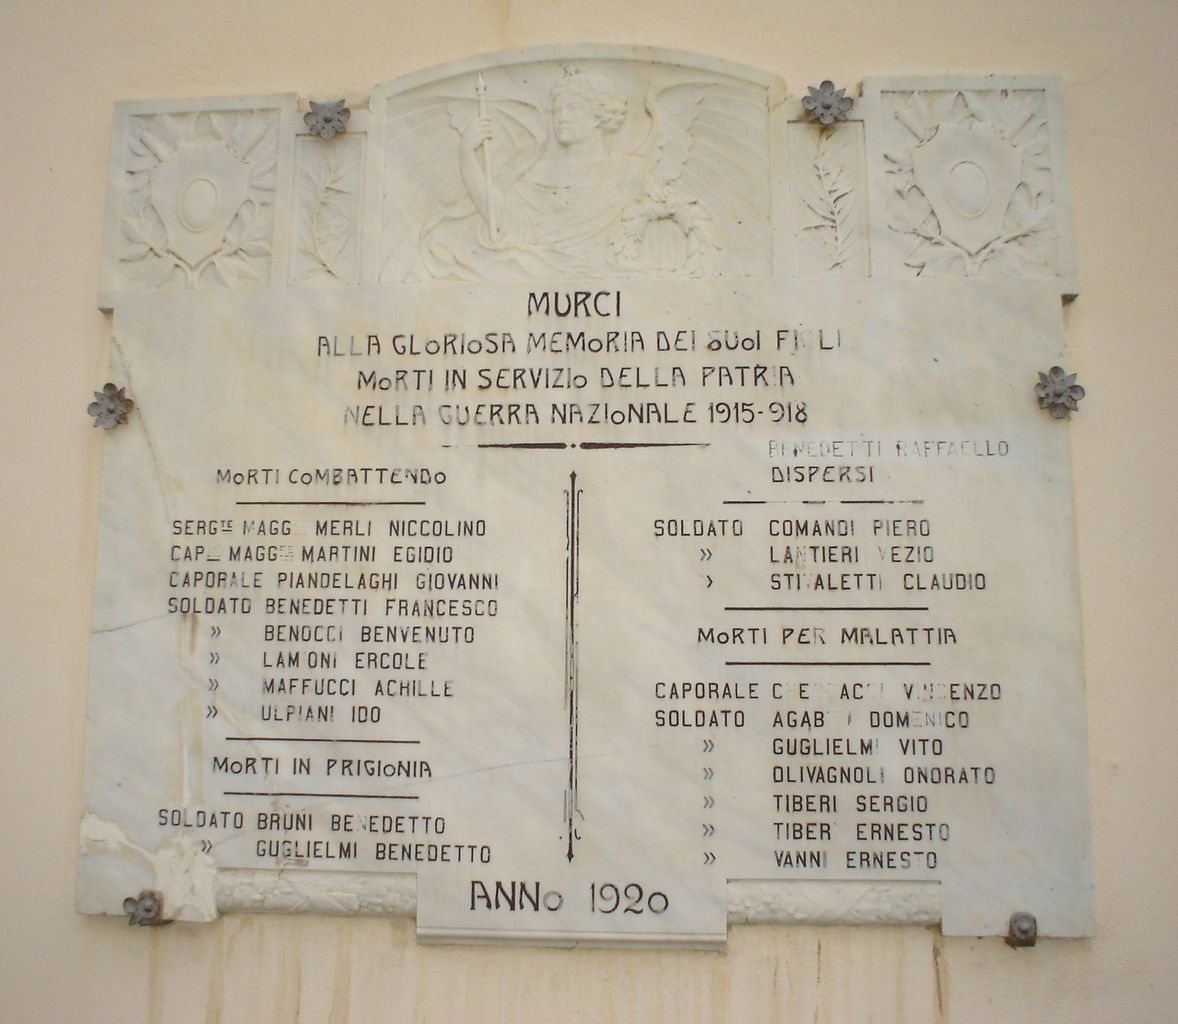 MURCI
ALLA GLORIOSA MEMORIA DEI SUOI FIGLI
MORTI IN SERVIZIO DELLA PATRIA
NELLA GUERRA NAZIONALE 1915-918
MORTI COMBATTENDO
SERGTE MAGGE MERLI NICCOLINO
CAPLE MAGGRE MARTINI EGIDIO
CAPORALE PIANDELAGHI GIOVANNI
SOLDATO BENEDETTI FRANCESCO
» BENOCCI BENVENUTO
» LAMIONI ERCOLE
» MAFFUCCI ACHILLE
» ULPIANI IDO
MORTI IN PRIGIONIA
SOLDATO BRUNI BENEDETTO
» GUGLIELMI BENEDETTO
BENEDETTI RAFFAELLO
DISPERSI
SOLDATO COMANDI PIERO
» LANTIERI VEZIO
» STIVALETTI CLAUDIO
MORTI PER MALATTIA
CAPORALE VINCENZO
SOLDATO DOMENICO
» GUGLIELMI VITO
» OLIVAGNOLI ONORATO
» TIBERI SERGIO
» TIBERI ERNESTO
» VANNI ERNESTO
ANNO 1920